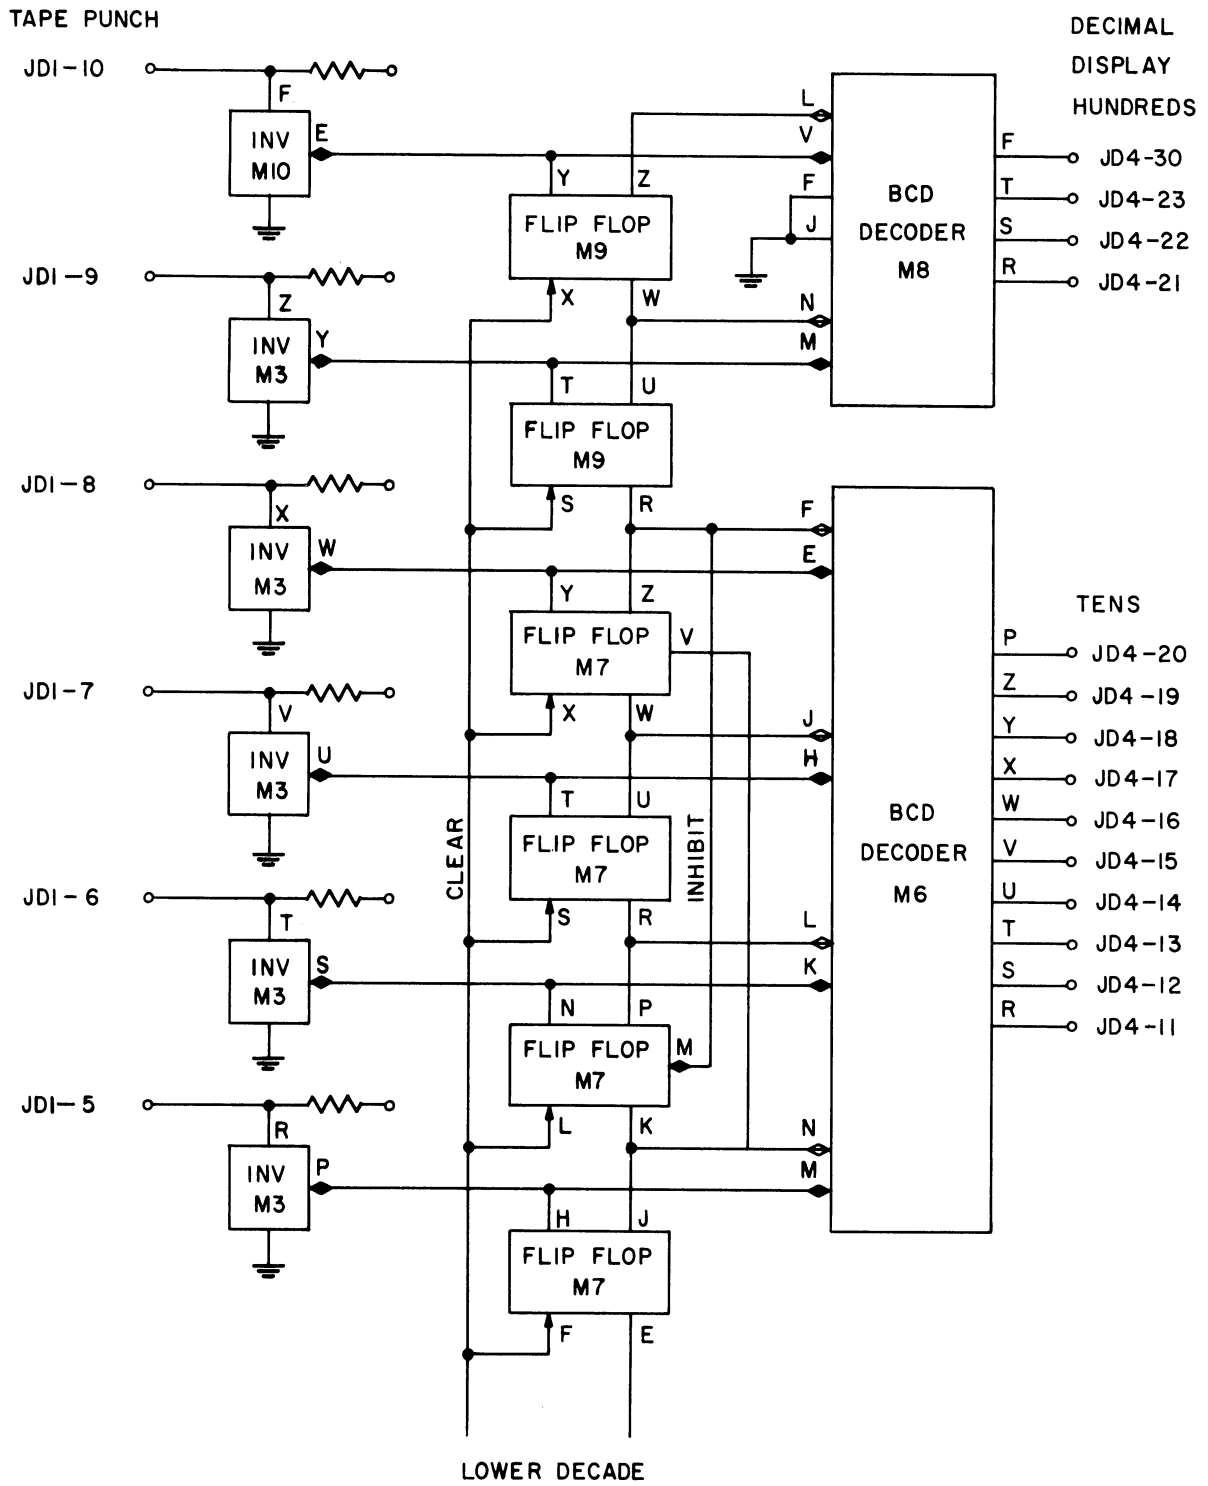 TAPE PUNCH
DECIMAL
DISPLAY
HUNDREDS
JD1-10
F
INV
M10
E
L
V
F
J
N
M
BCD
DECODER
M8
F
JD4-30
T
JD4-23
S
JD4-22
R
JD4-21
Y
Z
FLIP FLOP
M9
X
W
JD1-9
Z
INV
M3
Y
T
U
FLIP FLOP
M9
S
R
JD1-8
X
INV
M3
W
F
E
Y
Z
FLIP FLOP
M7
V
X
W
JD1-7
V
INV
M3
U
J
H
T
U
FLIP FLOP
M7
S
R
CLEAR
INHIBIT
BCD
DECODER
M6
TENS
P
JD4-20
Z
JD4-19
Y
JD4-18
X
JD4-17
W
JD4-16
V
JD4-15
U
JD4-14
T
JD4-13
S
JD4-12
R
JD4-11
JD1-6
T
INV
M3
S
L
K
N
P
FLIP FLOP
M7
M
L
K
JD1-5
R
INV
M3
P
N
M
H
J
FLIP FLOP
M7
F
E
LOWER DECADE